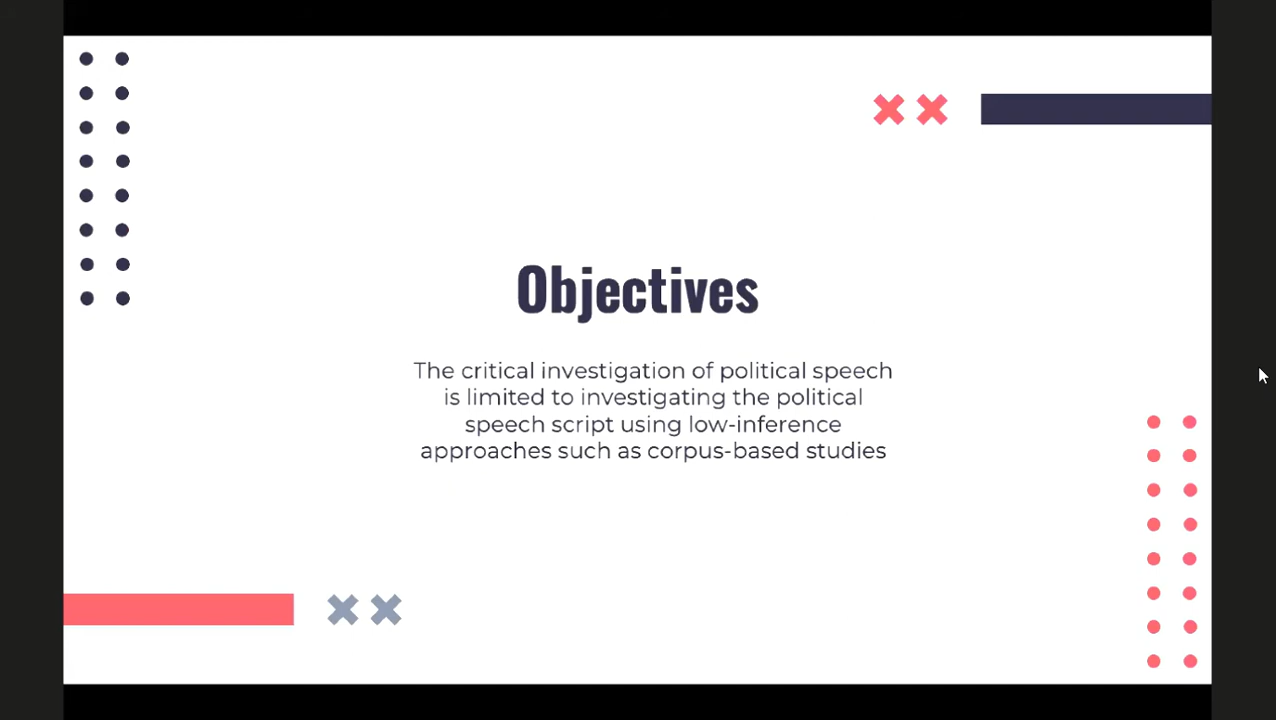 Objectives
The critical investigation of political speech
is limited to investigating the political
speech script using low-inference
approaches such as corpus-based studies